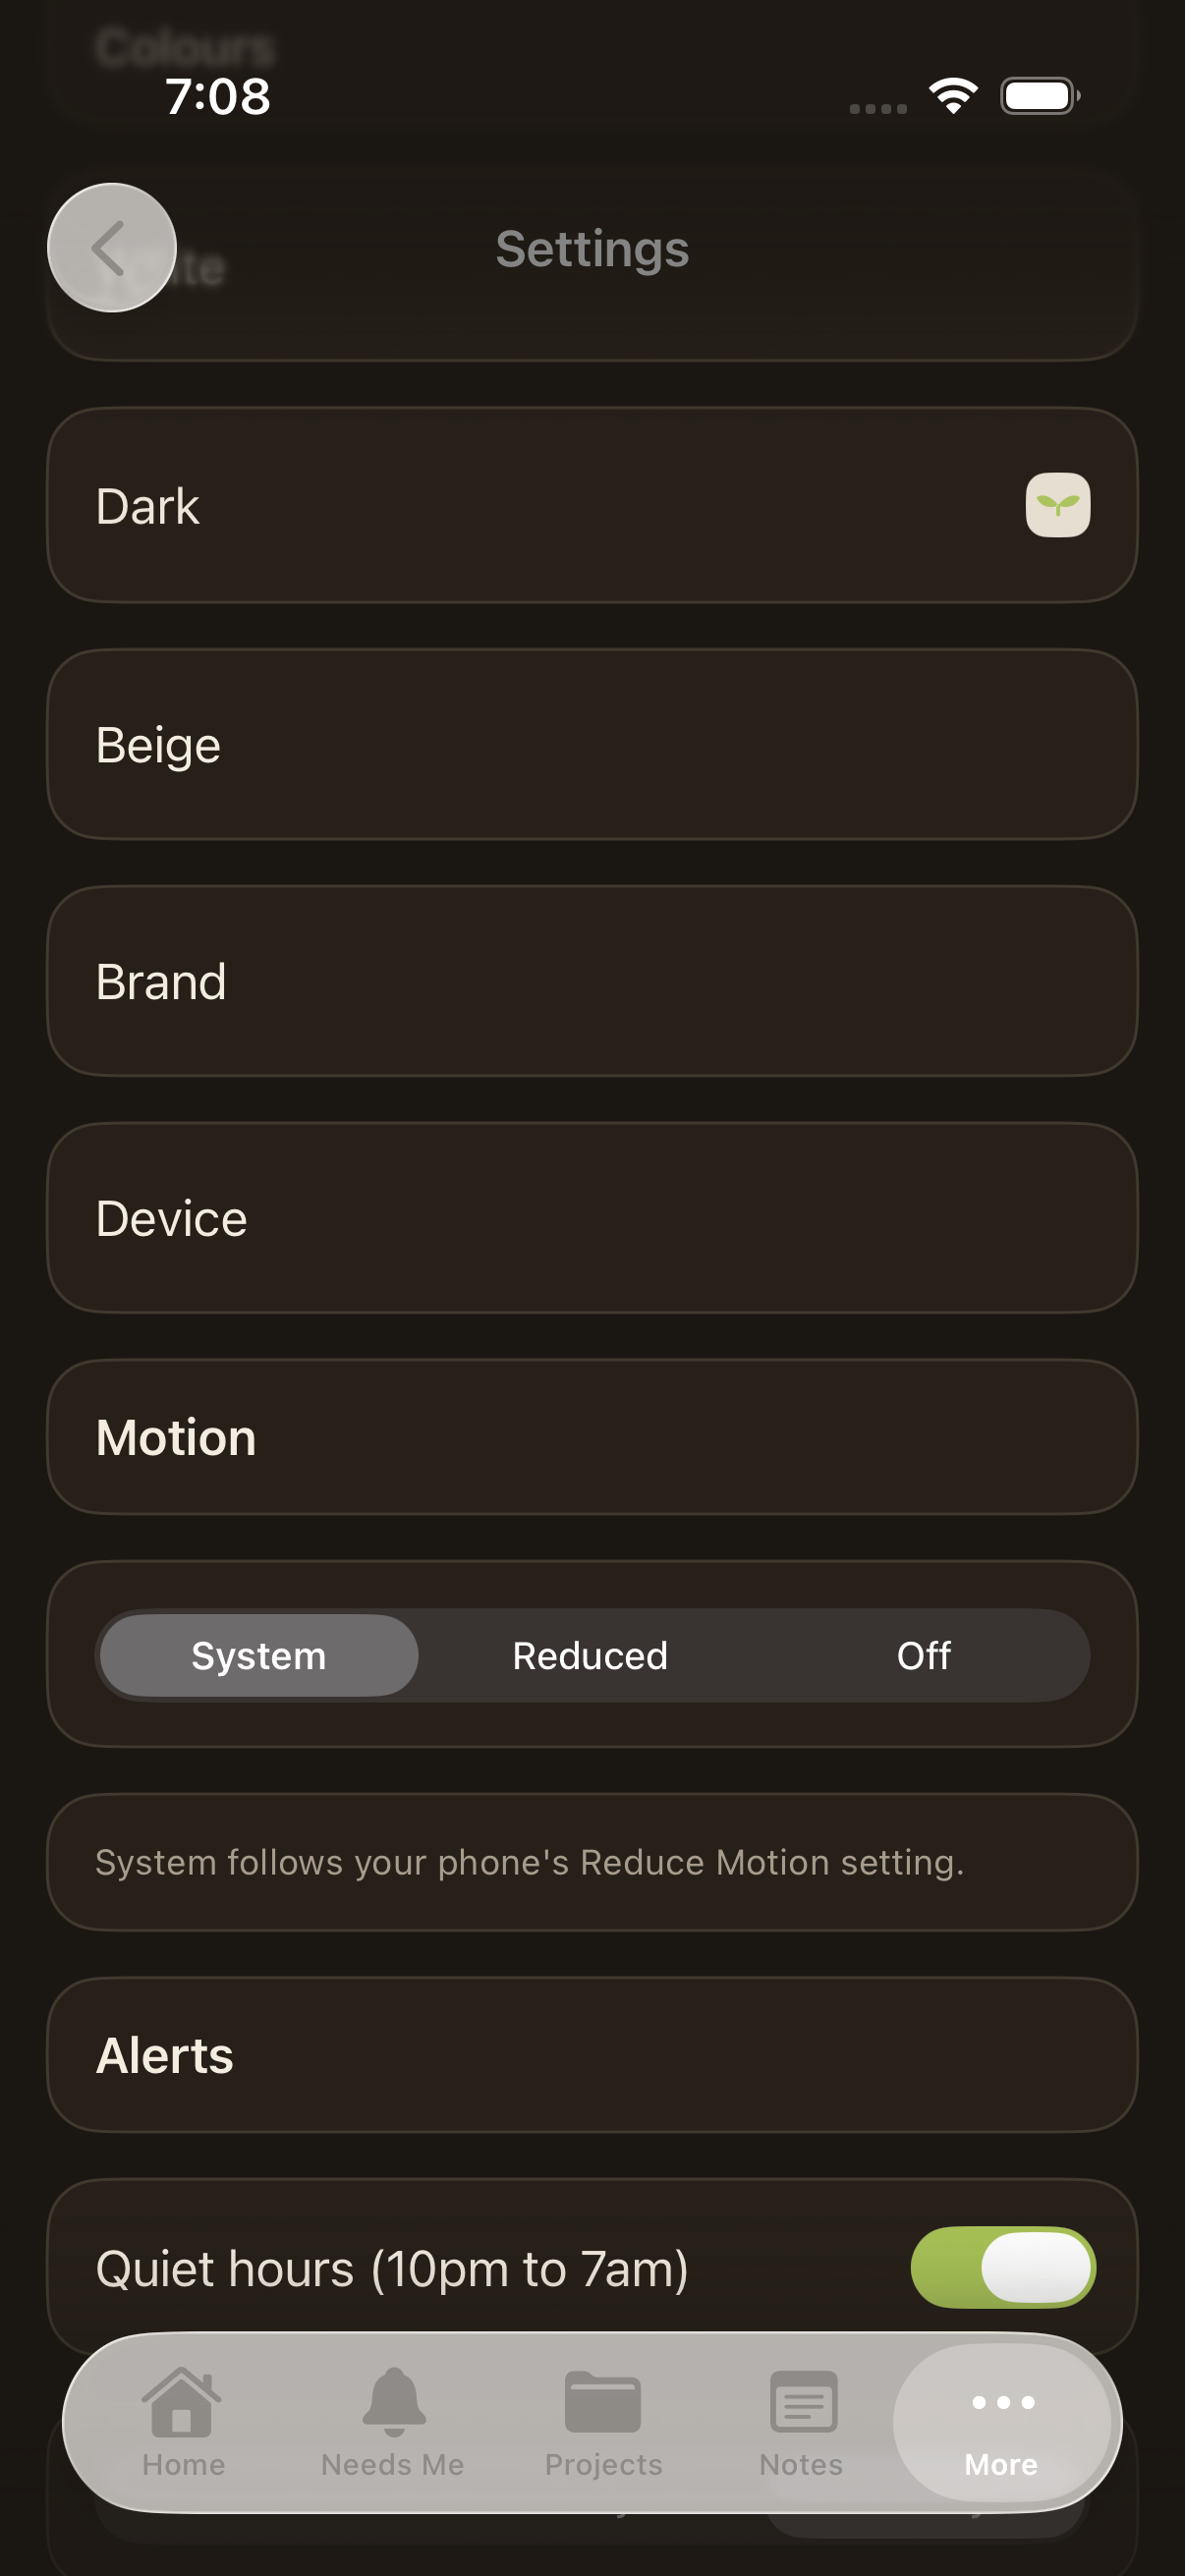 Colours
7:08
Settings
Dark
Beige
Brand
Device
Motion
System Reduced Off
System follows your phone's Reduce Motion setting.
Alerts
Quiet hours (10pm to 7am)
Home Needs Me Projects Notes More